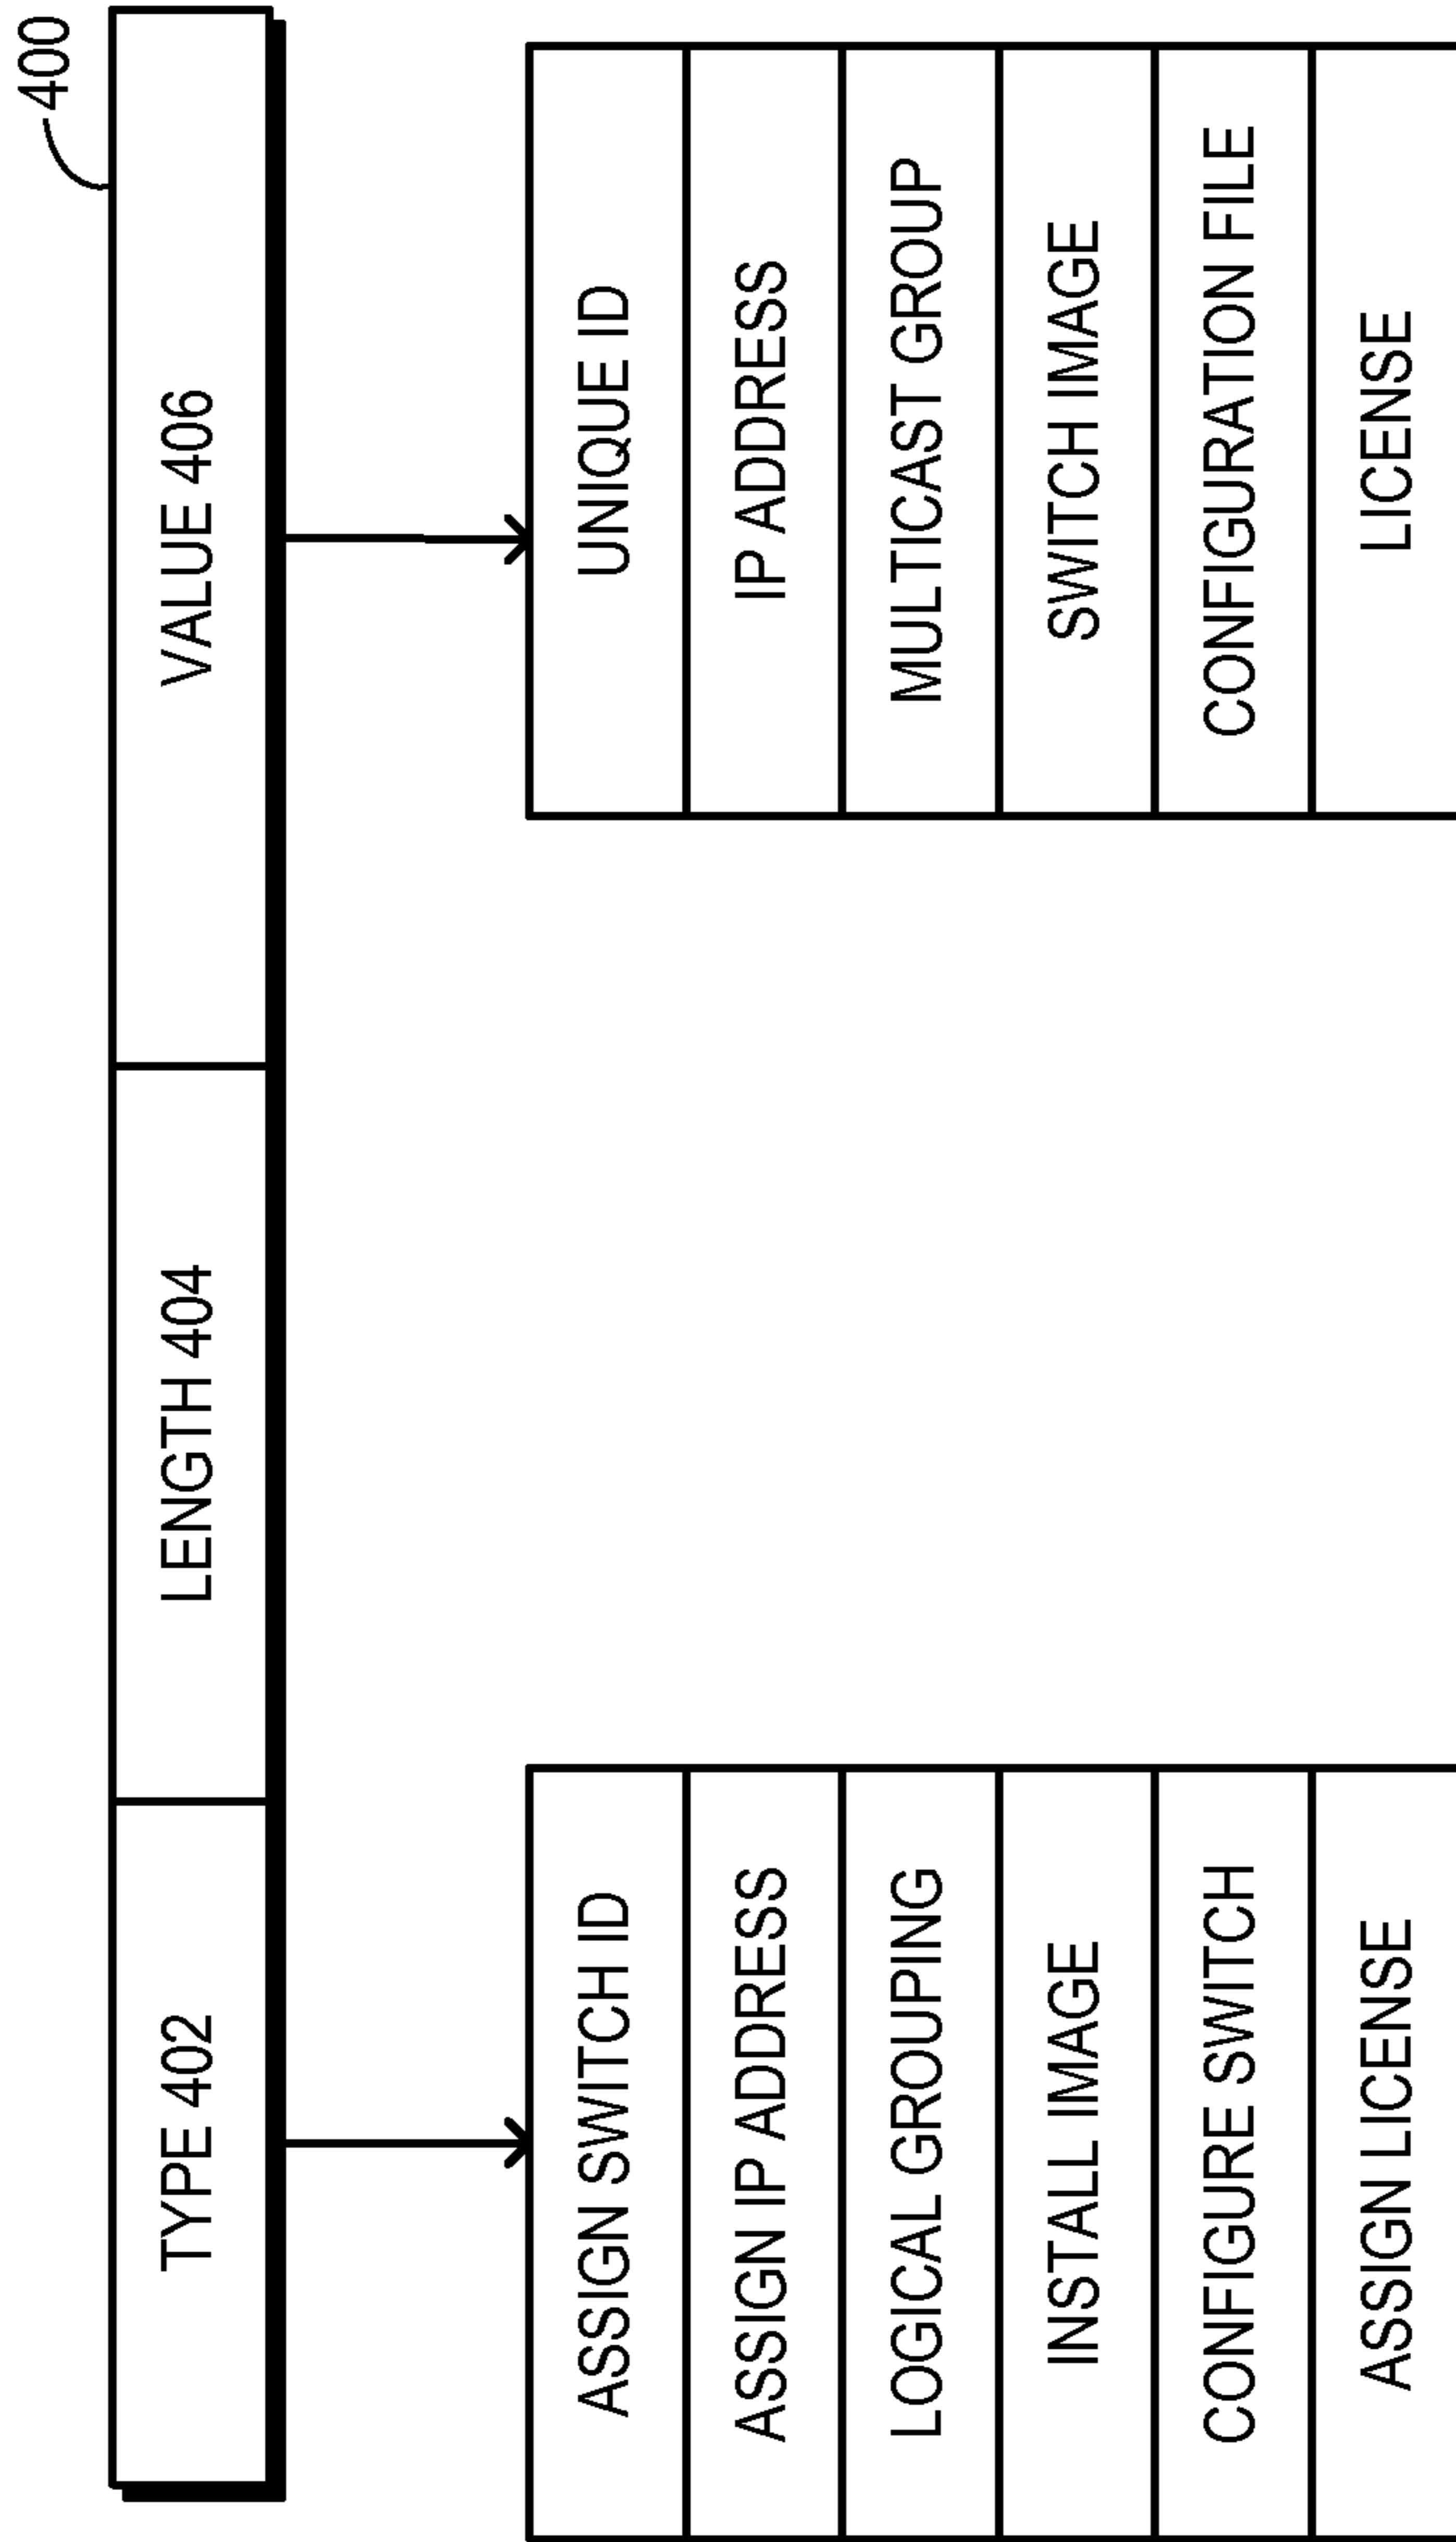 400
TYPE 402
LENGTH 404
VALUE 406
ASSIGN SWITCH ID
ASSIGN IP ADDRESS
LOGICAL GROUPING
INSTALL IMAGE
CONFIGURE SWITCH
ASSIGN LICENSE
UNIQUE ID
IP ADDRESS
MULTICAST GROUP
SWITCH IMAGE
CONFIGURATION FILE
LICENSE